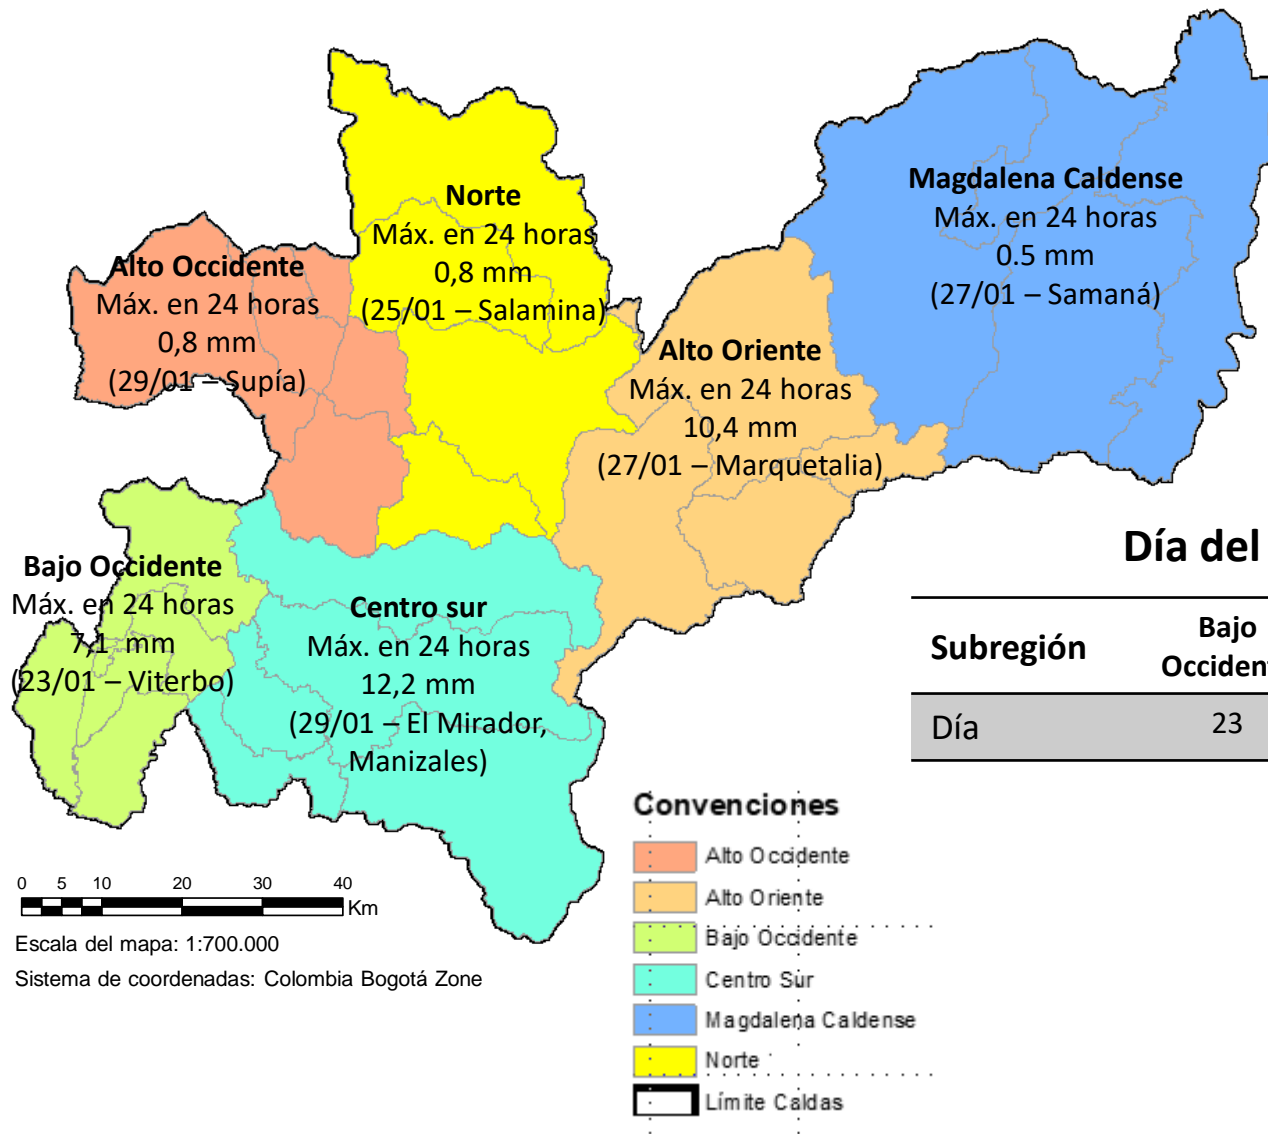 Norte
Máx. en 24 horas
0,8 mm
(25/01 – Salamina)
Magdalena Caldense
Máx. en 24 horas
0.5 mm
(27/01 – Samaná)
Alto Occidente
Máx. en 24 horas
0,8 mm
(29/01 – Supía)
Alto Oriente
Máx. en 24 horas
10,4 mm
(27/01 – Marquetalia)
Bajo Occidente
Máx. en 24 horas
7,1 mm
(23/01 – Viterbo)
Centro sur
Máx. en 24 horas
12,2 mm
(29/01 – El Mirador,
Manizales)
Día del
Subregión
Bajo
Occident
Día 23
Convenciones
Alto Occidente
Alto Oriente
Bajo Occidente
Centro Sur
Magdalena Caldense
Norte
Límite Caldas
0 5 10 20 30 40
Km
Escala del mapa: 1:700.000
Sistema de coordenadas: Colombia Bogotá Zone